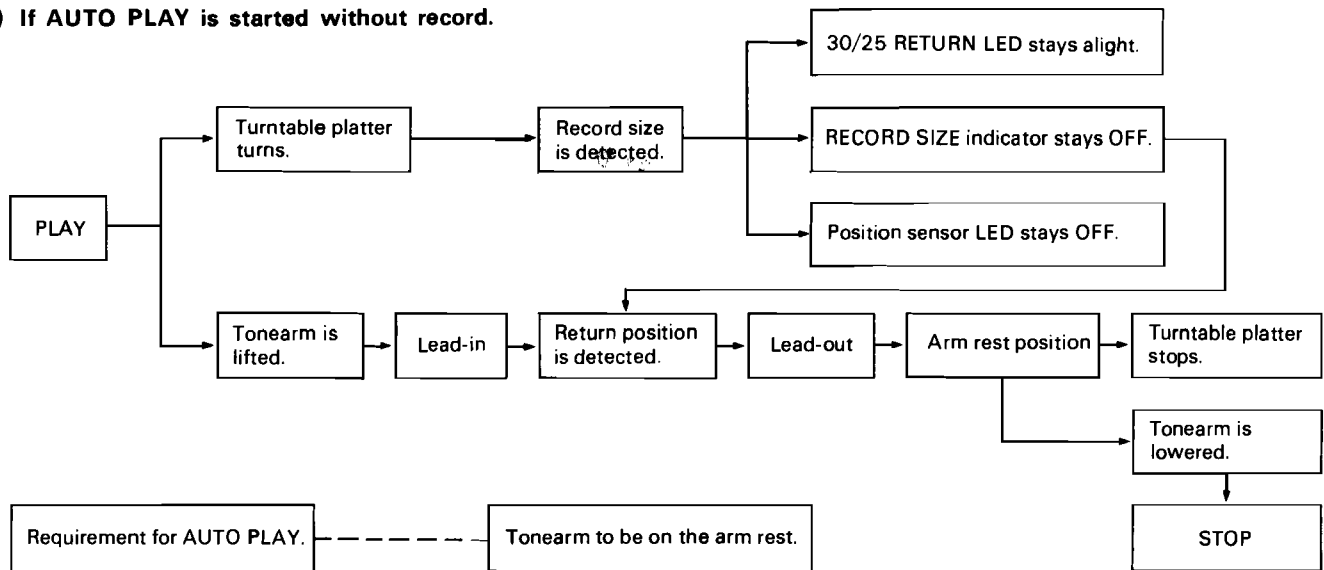 ) If AUTO PLAY is started without record.
30/25 RETURN LED stays alight.
Turntable platter
turns.
Record size
is detected.
RECORD SIZE indicator stays OFF.
PLAY
Position sensor LED stays OFF.
Tonearm is
lifted.
Lead-in
Return position
is detected.
Lead-out
Arm rest position
Turntable platter
stops.
Tonearm is
lowered.
Requirement for AUTO PLAY.
Tonearm to be on the arm rest.
STOP